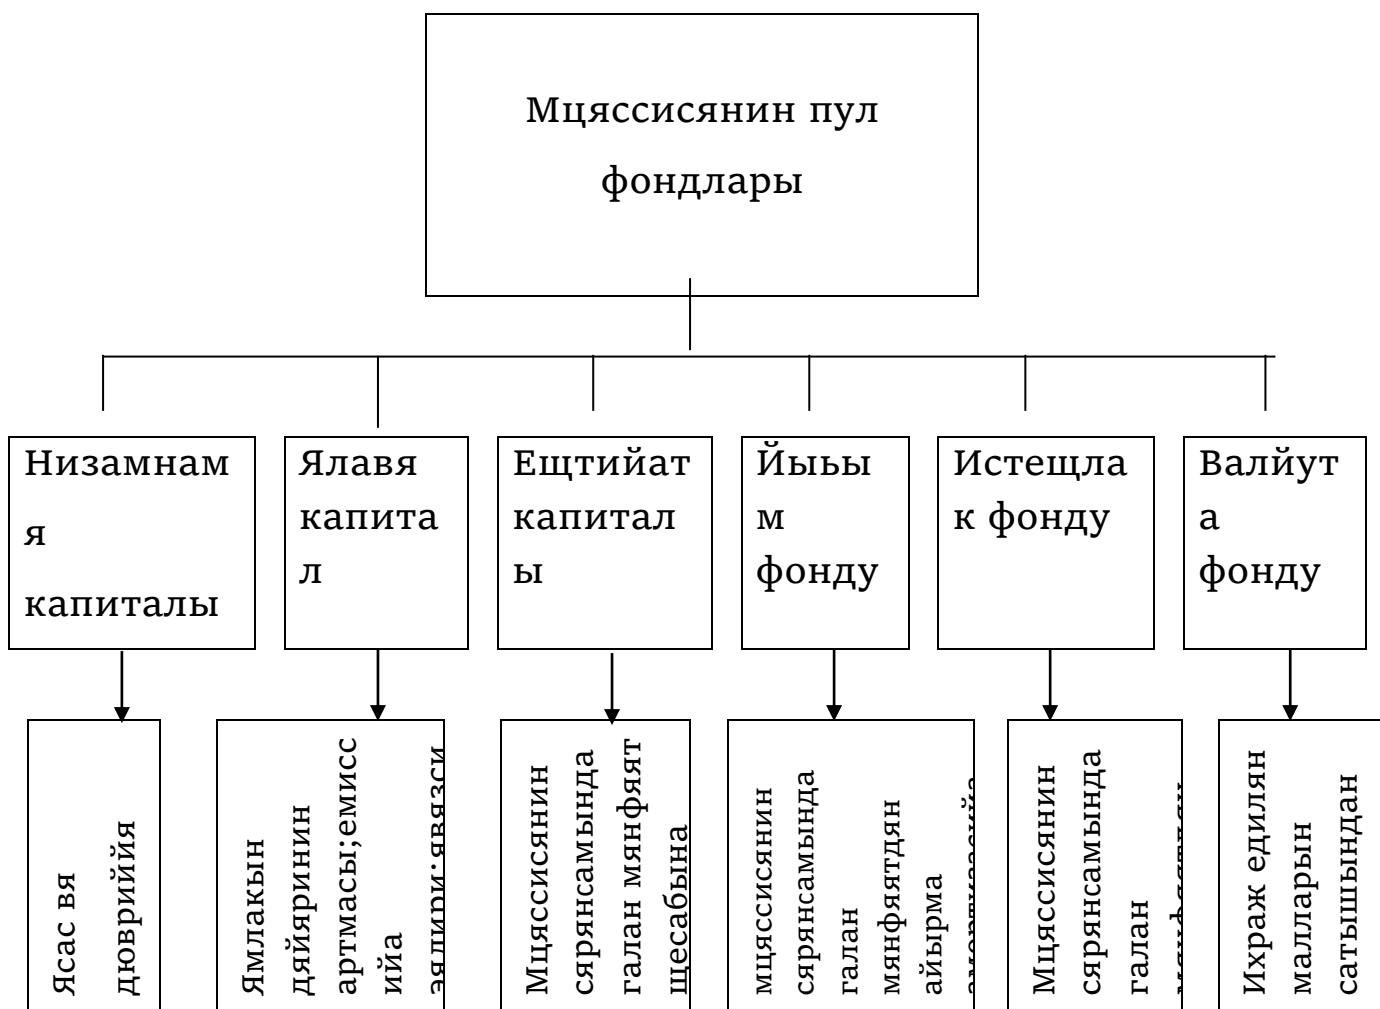 Мцяссисянин пул
фондлары
Низамнам
я
капиталы
Ялавя
капита
л
Ещтийат
капитал
ы
Йыьы
м
фонду
Истещла
к фонду
Валйут
а
фонду
Ясас вя
дювриййя
Ямлакын
дяйяринин
артмасы;емисс
ийа
Мцяссисянин
сярянсамында
галан мянфяят
щесабына
мцяссисянин
сярянсамында
галан
мянфяятдян
айырма
Мцяссисянин
сярянсамында
галан
Ихраж едилян
малларын
сатышындан